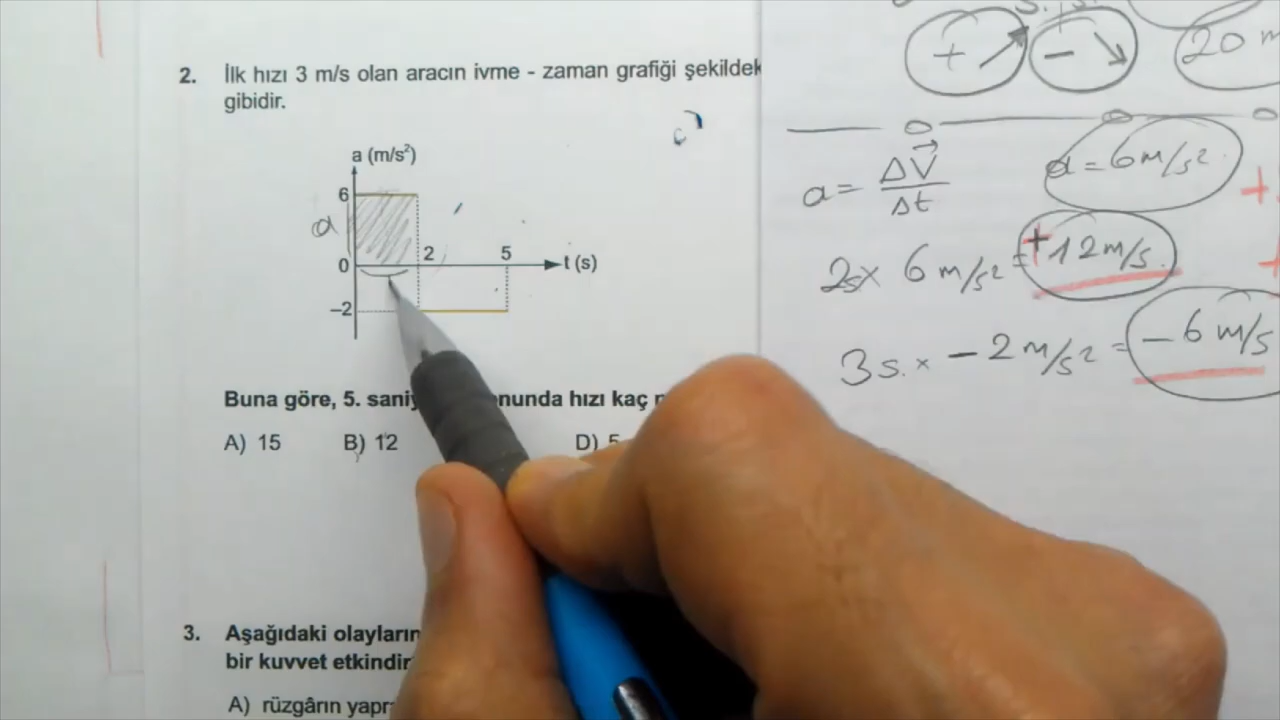 2. İlk hızı 3 m/s olan aracın ivme - zaman grafiği şekildek
gibidir.
a (m/s²)
6
a
2
5
0
t (s)
–2
Buna göre, 5. saniy
nunda hızı kaç
A) 15 B) 12 D) 5
3. Aşağıdaki olayların
bir kuvvet etkindir
A) rüzgârın yapr
+ −
20 m
a = ΔV/Δt
a = 6 m/s²
2s x 6 m/s² = +12 m/s.
3 s. x −2 m/s² = −6 m/s